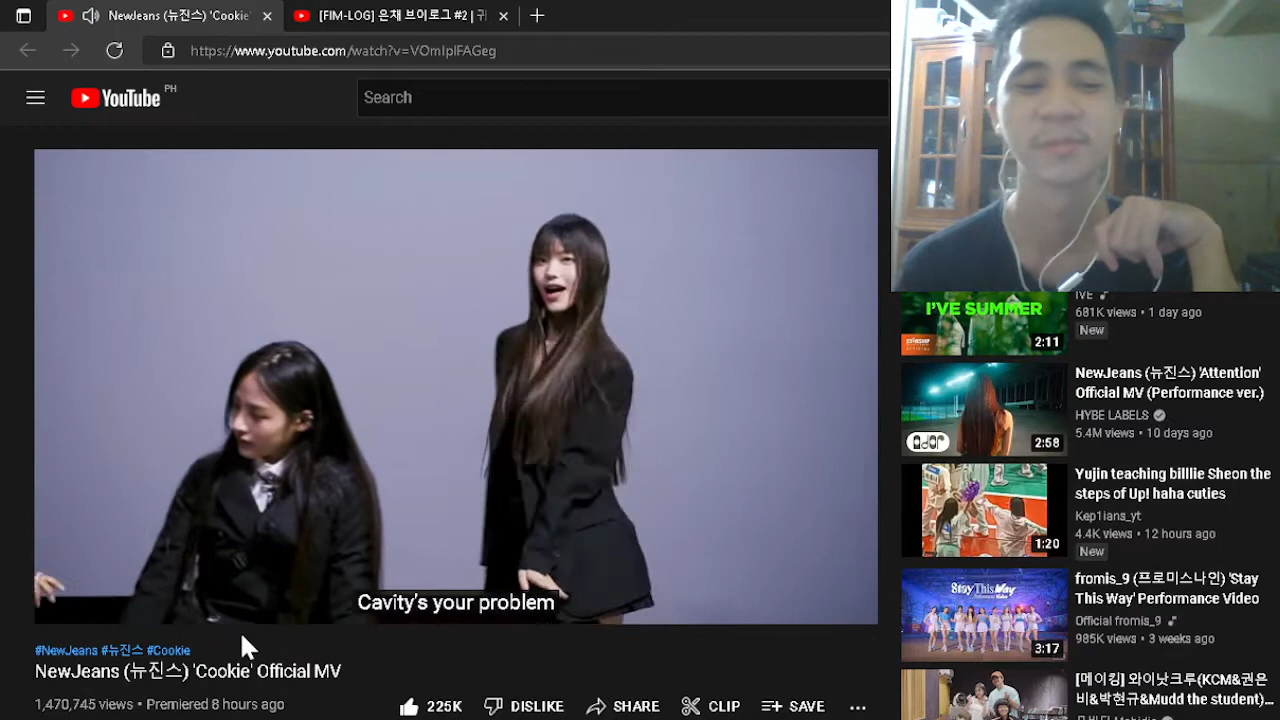 NewJeans (뉴진스) 'Cooki
[FIM-LOG] 은채 브이로그 #2 |
https://www.youtube.com/watch?v=VOmIplFAGeg
YouTube PH
Search
Cavity's your problem
#NewJeans #뉴진스 #Cookie
NewJeans (뉴진스) 'Cookie' Official MV
1,470,745 views • Premiered 8 hours ago
225K
DISLIKE
SHARE
CLIP
SAVE
I'VE SUMMER
2:11
IVE
681K views • 1 day ago
New
2:58
NewJeans (뉴진스) 'Attention'
Official MV (Performance ver.)
HYBE LABELS
5.4M views • 10 days ago
1:20
Yujin teaching billlie Sheon the
steps of Up! haha cuties
Kep1ians_yt
4.4K views • 12 hours ago
New
Stay This Way
3:17
fromis_9 (프로미스나인) 'Stay
This Way' Performance Video
Official fromis_9
985K views • 3 weeks ago
[메이킹] 와이낫크루(KCM&권은
비&박현규&Mudd the student)...